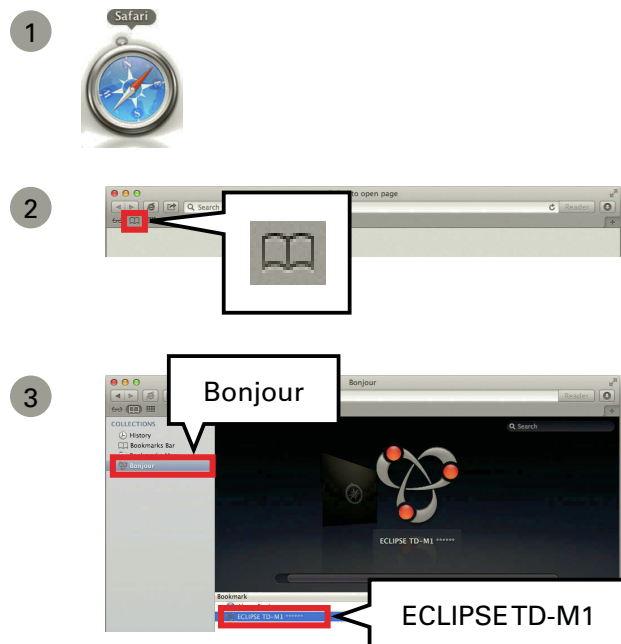 1
Safari
2
to open page
Search
Reader
3
Bonjour
Bonjour
Reader
COLLECTIONS
History
Bookmarks Bar
Bonjour
Search
ECLIPSE TD-M1 ******
Bookmark
ECLIPSE TD-M1 ******
ECLIPSE TD-M1